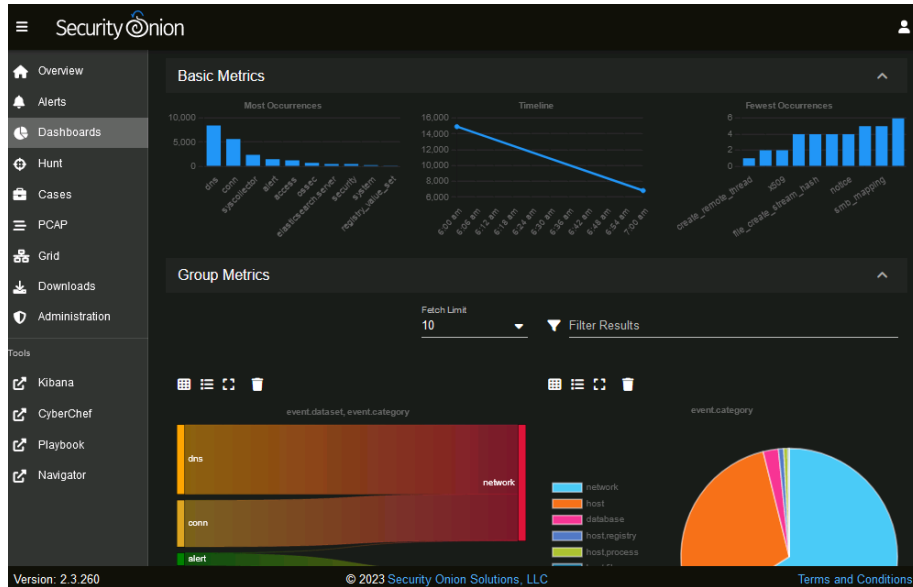 Security Onion
Overview
Alerts
Dashboards
Hunt
Cases
PCAP
Grid
Downloads
Administration
Tools
Kibana
CyberChef
Playbook
Navigator
Basic Metrics
Most Occurrences
10,000
5,000
0
dns
conn
syscollector
alert
access
ossec
elasticsearch.server
security
system
registry_value_set
Timeline
16,000
14,000
12,000
10,000
8,000
6,000
6:00 am
6:06 am
6:12 am
6:18 am
6:24 am
6:30 am
6:36 am
6:42 am
6:48 am
6:54 am
7:00 am
Fewest Occurrences
6
4
2
0
create_remote_thread
x509
file_create_stream_hash
notice
smb_mapping
Group Metrics
Fetch Limit
10
Filter Results
event.dataset, event.category
dns
conn
alert
network
event.category
network
host
database
host.registry
host.process
Version: 2.3.260
© 2023 Security Onion Solutions, LLC
Terms and Conditions